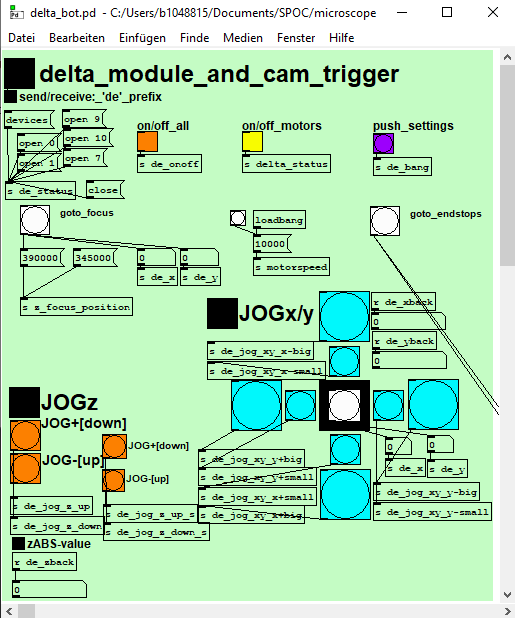 delta_bot.pd - C:/Users/b1048815/Documents/SPOC/microscope
Datei Bearbeiten Einfügen Finde Medien Fenster Hilfe
delta_module_and_cam_trigger
send/receive:_'de'_prefix
devices
open 9
open 0
open 10
open 1
open 7
s de_status
close
on/off_all
s de_onoff
on/off_motors
s delta_status
push_settings
s de_bang
goto_focus
390000
345000
0
0
s de_x
s de_y
s z_focus_position
loadbang
10000
s motorspeed
goto_endstops
JOGx/y
r de_xback
0
r de_yback
0
s de_jog_xy_x-big
s de_jog_xy_x-small
JOGz
JOG+[down]
JOG-[up]
JOG+[down]
JOG-[up]
s de_jog_z_up
s de_jog_z_down
s de_jog_z_up_s
s de_jog_z_down_s
s de_jog_xy_y+big
s de_jog_xy_y+small
s de_jog_xy_x+small
s de_jog_xy_x+big
0
0
s de_x
s de_y
s de_jog_xy_y-big
s de_jog_xy_y-small
zABS-value
r de_zback
0